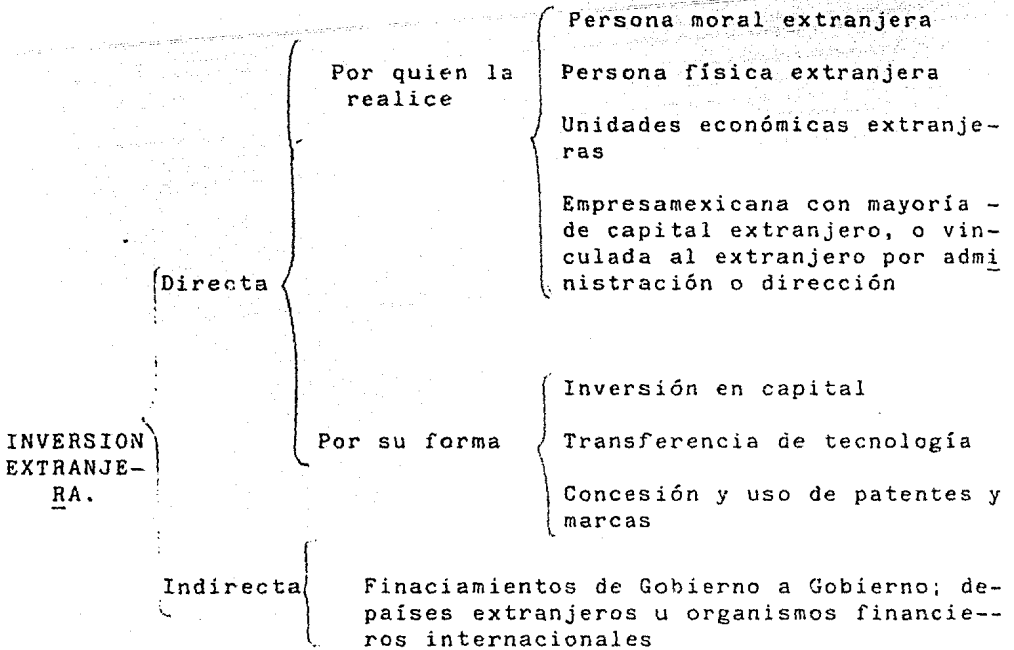 Persona moral extranjera
Por quien la
realice
Persona física extranjera
Unidades económicas extranje-
ras
Empresamexicana con mayoría -
de capital extranjero, o vin-
culada al extranjero por admi
nistración o dirección
Directa
Inversión en capital
INVERSION
EXTRANJE-
RA.
Por su forma
Transferencia de tecnología
Concesión y uso de patentes y
marcas
Indirecta
Finaciamientos de Gobierno a Gobierno; de-
países extranjeros u organismos financie--
ros internacionales